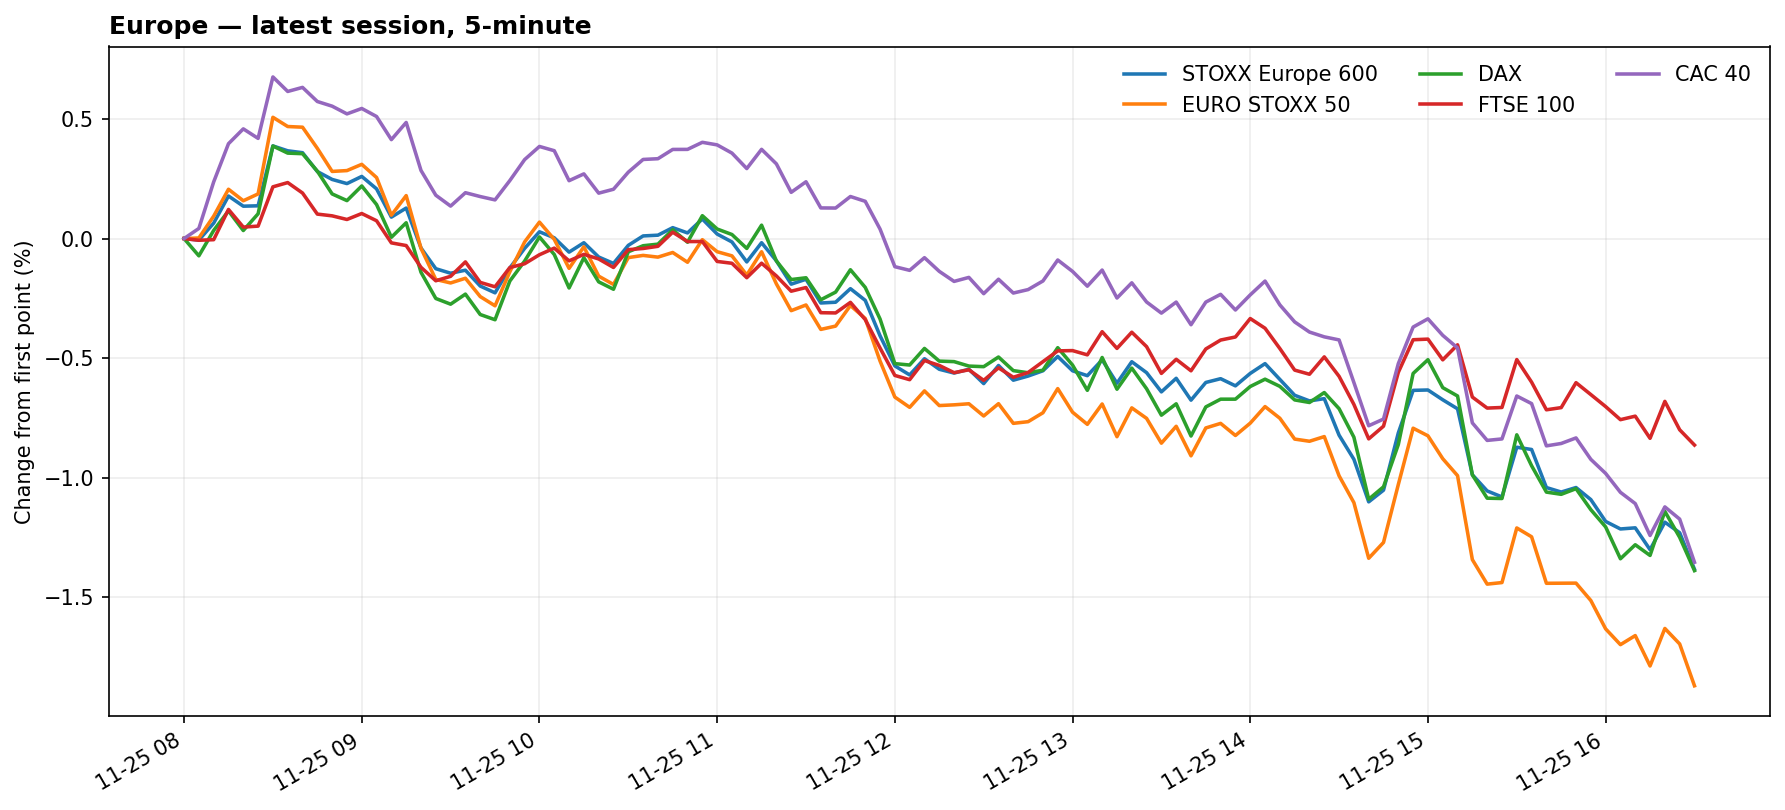 Europe — latest session, 5-minute
STOXX Europe 600
EURO STOXX 50
DAX
FTSE 100
CAC 40
Change from first point (%)
0.5
0.0
−0.5
−1.0
−1.5
11-25 08
11-25 09
11-25 10
11-25 11
11-25 12
11-25 13
11-25 14
11-25 15
11-25 16